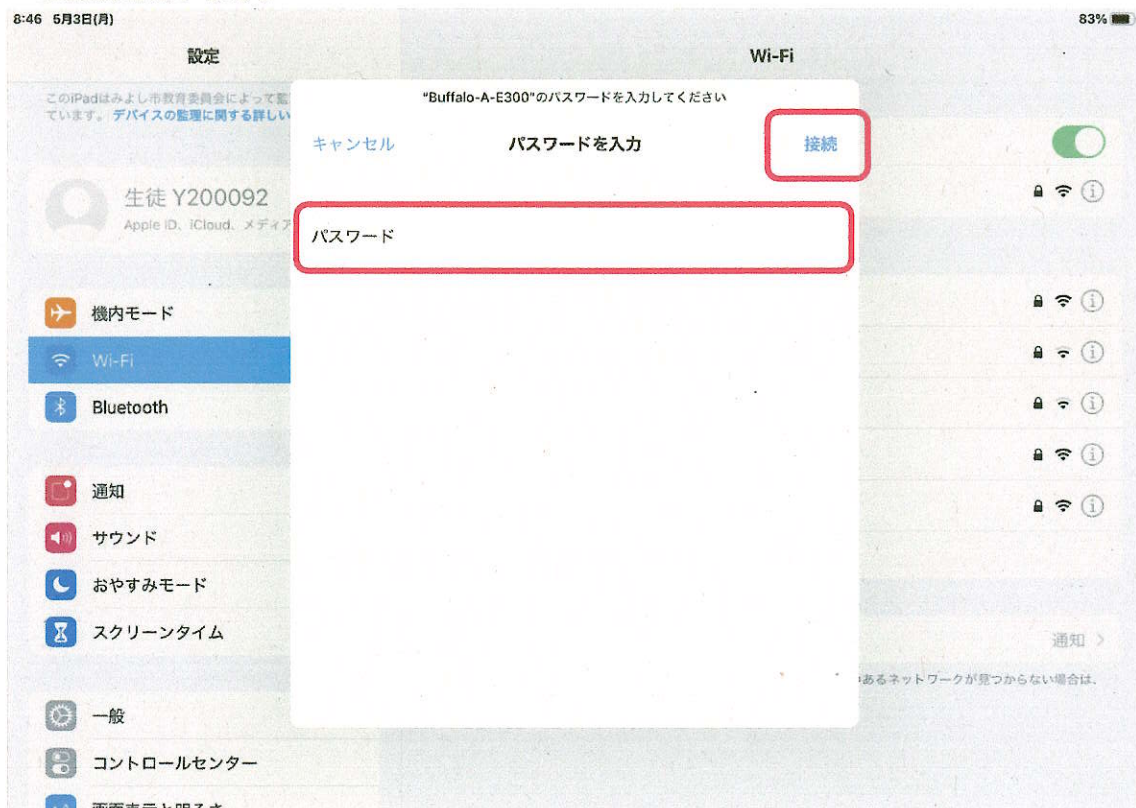 8:46 5月3日(月)
83%
設定
Wi-Fi
このiPadはみよし市教育委員会によって監
ています。デバイスの監理に関する詳しい
"Buffalo-A-E300"のパスワードを入力してください
キャンセル
パスワードを入力
接続
生徒 Y200092
Apple ID、iCloud、メディア
パスワード
機内モード
Wi-Fi
Bluetooth
通知
サウンド
おやすみモード
スクリーンタイム
通知
あるネットワークが見つからない場合は、
一般
コントロールセンター
画面表示と明るさ